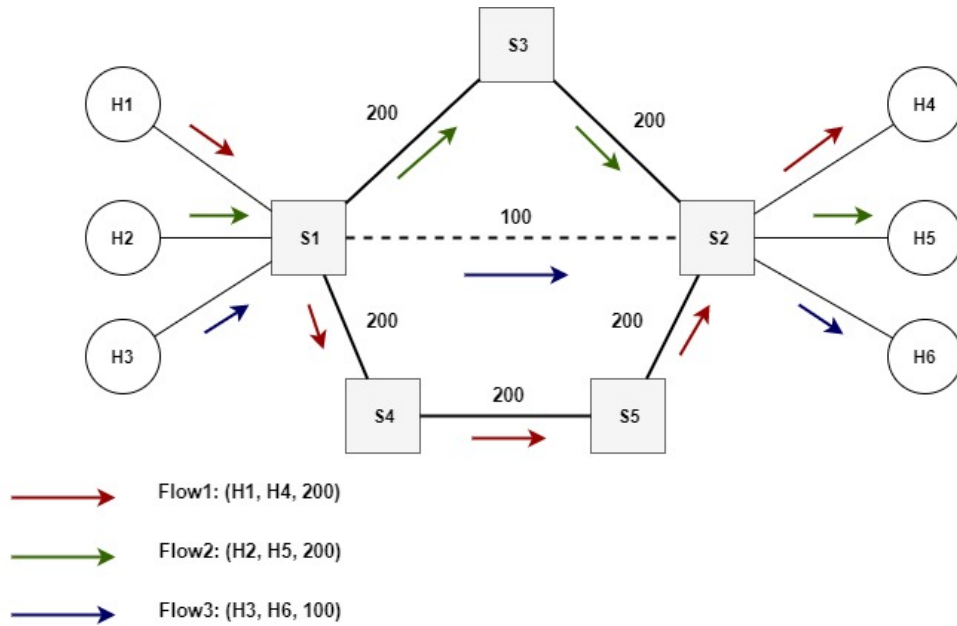 S3
H1
H4
200
200
H2
S1
100
S2
H5
H3
200
200
H6
200
S4
S5
Flow1: (H1, H4, 200)
Flow2: (H2, H5, 200)
Flow3: (H3, H6, 100)